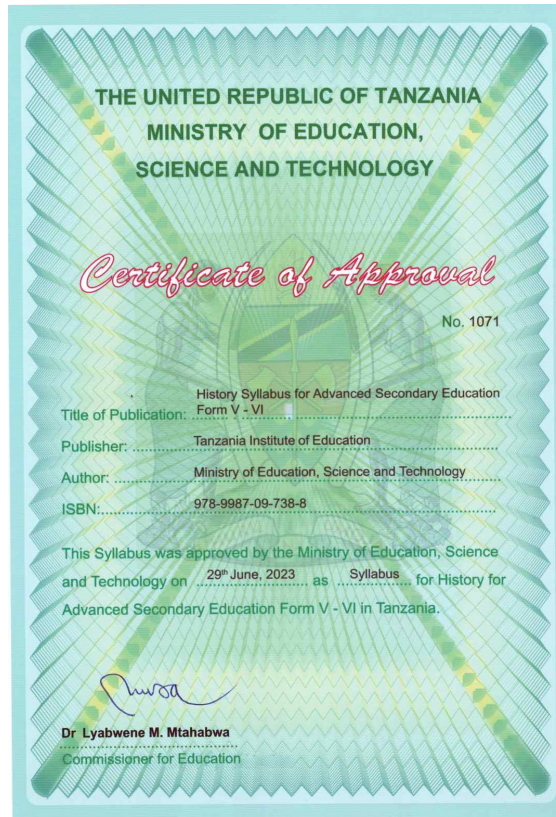 THE UNITED REPUBLIC OF TANZANIA
MINISTRY OF EDUCATION,
SCIENCE AND TECHNOLOGY
Certificate of Approval
No. 1071
Title of Publication: History Syllabus for Advanced Secondary Education
Form V - VI
Publisher: Tanzania Institute of Education
Author: Ministry of Education, Science and Technology
ISBN: 978-9987-09-738-8
This Syllabus was approved by the Ministry of Education, Science
and Technology on 29th June, 2023 as Syllabus for History for
Advanced Secondary Education Form V - VI in Tanzania.
Dr Lyabwene M. Mtahabwa
Commissioner for Education